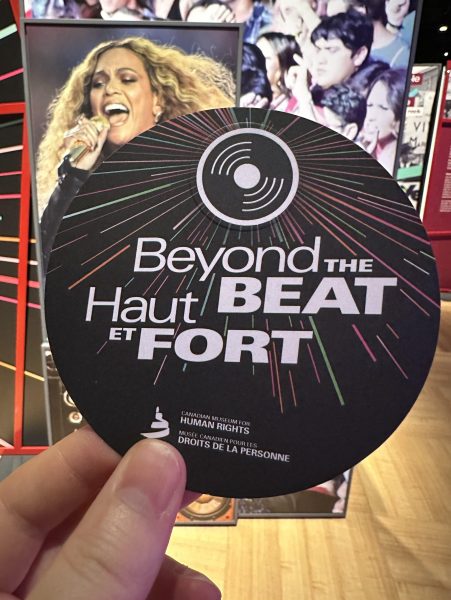 Beyond THE
BEAT
Haut
ET FORT
CANADIAN MUSEUM FOR
HUMAN RIGHTS
MUSÉE CANADIEN POUR LES
DROITS DE LA PERSONNE